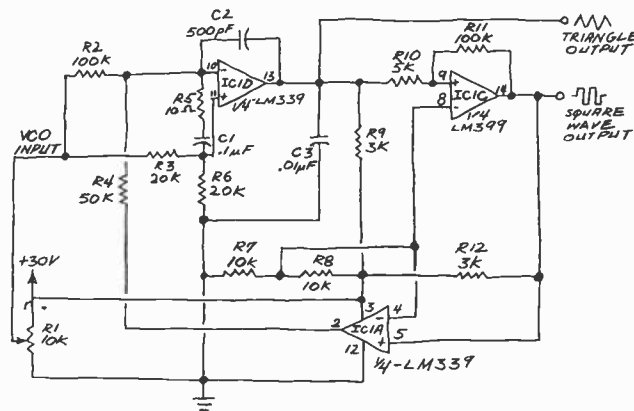 C2
500pF
R2
100K
10
-
13
IC1D
11
+
1/4-LM339
R5
10Ω
C1
.1µF
VCO
INPUT
R3
20K
R4
50K
R6
20K
C3
.01µF
R9
3K
R10
5K
R11
100K
9
+
14
IC1C
8
-
1/4
LM399
TRIANGLE
OUTPUT
SQUARE
WAVE
OUTPUT
R7
10K
R8
10K
R12
3K
+30V
R1
10K
3
4
-
2
IC1A
5
+
12
1/4-LM339